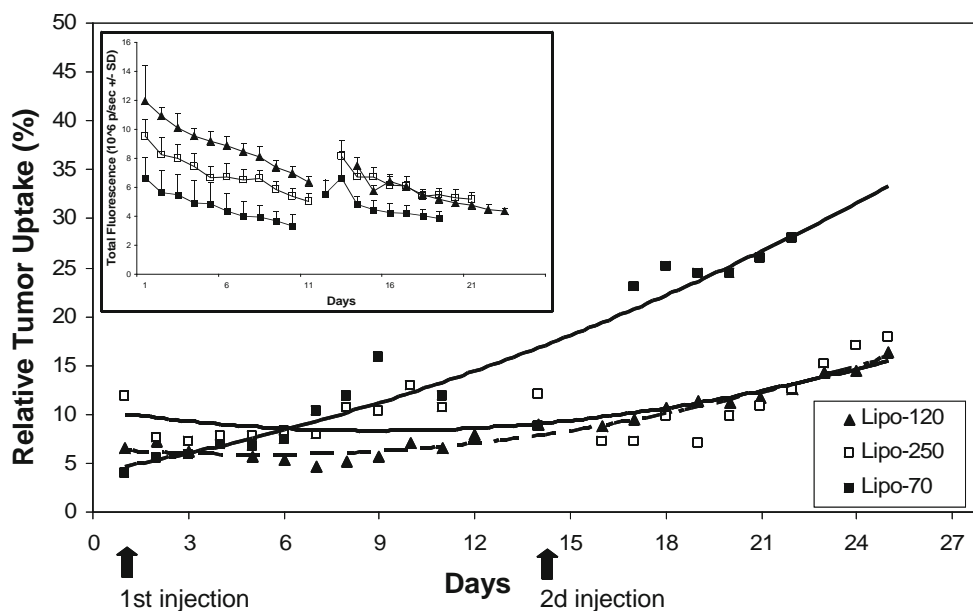 50
45
40
35
30
25
20
15
10
5
0
Relative Tumor Uptake (%)
16
14
12
10
8
6
4
2
0
Total Fluorescence (10^6 p/sec +/- SD)
1 6 11 16 21
Days
Lipo-120
Lipo-250
Lipo-70
0 3 6 9 12 15 18 21 24 27
Days
1st injection
2d injection